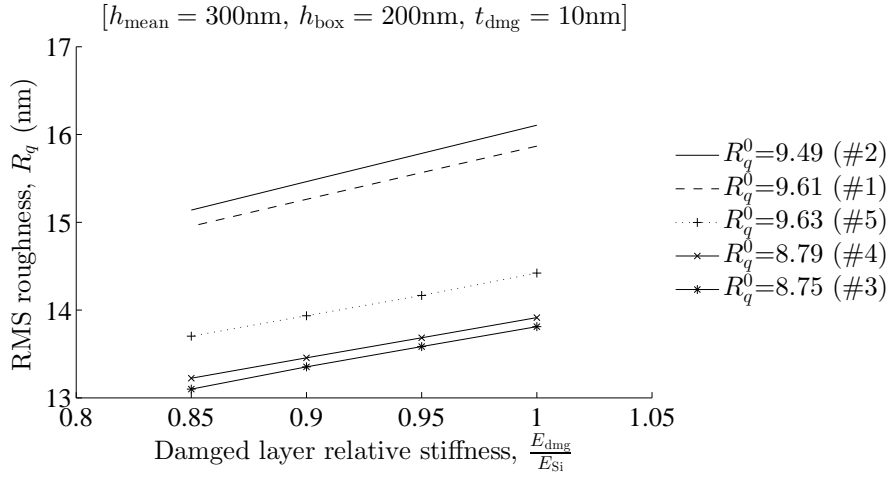 [h_mean = 300nm, h_box = 200nm, t_dmg = 10nm]
17
16
15
14
13
RMS roughness, R_q (nm)
0.8 0.85 0.9 0.95 1 1.05
Damged layer relative stiffness, E_dmg/E_Si
R_q^0=9.49 (#2)
R_q^0=9.61 (#1)
R_q^0=9.63 (#5)
R_q^0=8.79 (#4)
R_q^0=8.75 (#3)